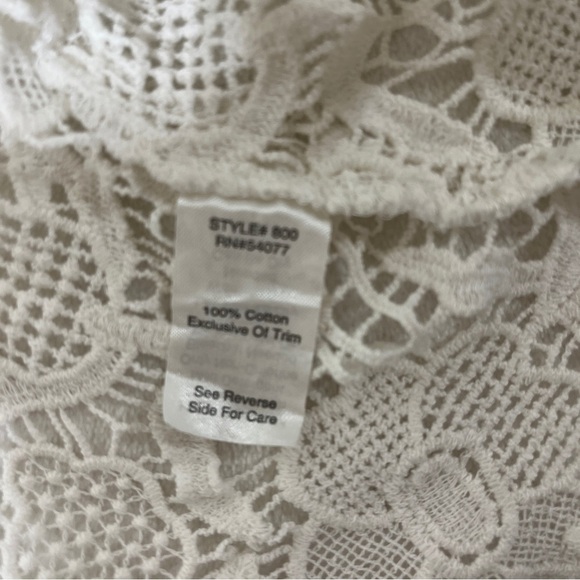 STYLE# 800
RN#54077
100% Cotton
Exclusive Of Trim
See Reverse
Side For Care